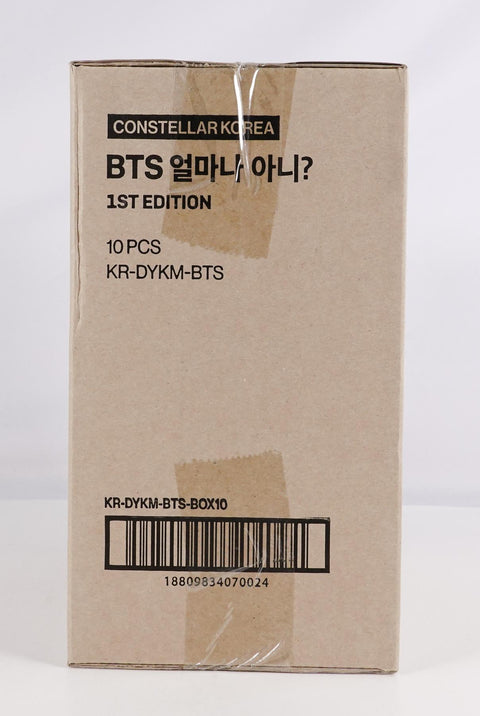 CONSTELLAR KOREA
BTS 얼마나 아니?
1ST EDITION
10 PCS
KR-DYKM-BTS
KR-DYKM-BTS-BOX10
18809834070024